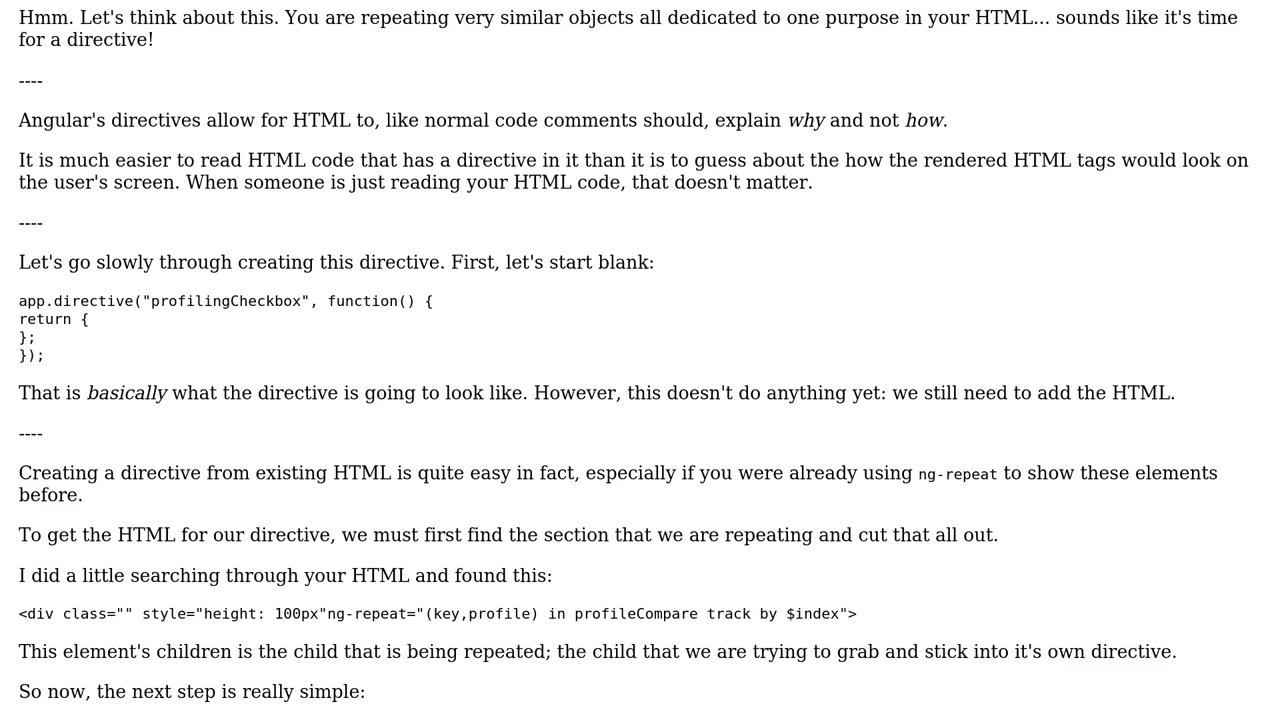 Hmm. Let's think about this. You are repeating very similar objects all dedicated to one purpose in your HTML... sounds like it's time
for a directive!
----
Angular's directives allow for HTML to, like normal code comments should, explain why and not how.
It is much easier to read HTML code that has a directive in it than it is to guess about the how the rendered HTML tags would look on
the user's screen. When someone is just reading your HTML code, that doesn't matter.
----
Let's go slowly through creating this directive. First, let's start blank:
app.directive("profilingCheckbox", function() {
return {
};
});
That is basically what the directive is going to look like. However, this doesn't do anything yet: we still need to add the HTML.
----
Creating a directive from existing HTML is quite easy in fact, especially if you were already using ng-repeat to show these elements
before.
To get the HTML for our directive, we must first find the section that we are repeating and cut that all out.
I did a little searching through your HTML and found this:
<div class="" style="height: 100px"ng-repeat="(key,profile) in profileCompare track by $index">
This element's children is the child that is being repeated; the child that we are trying to grab and stick into it's own directive.
So now, the next step is really simple: